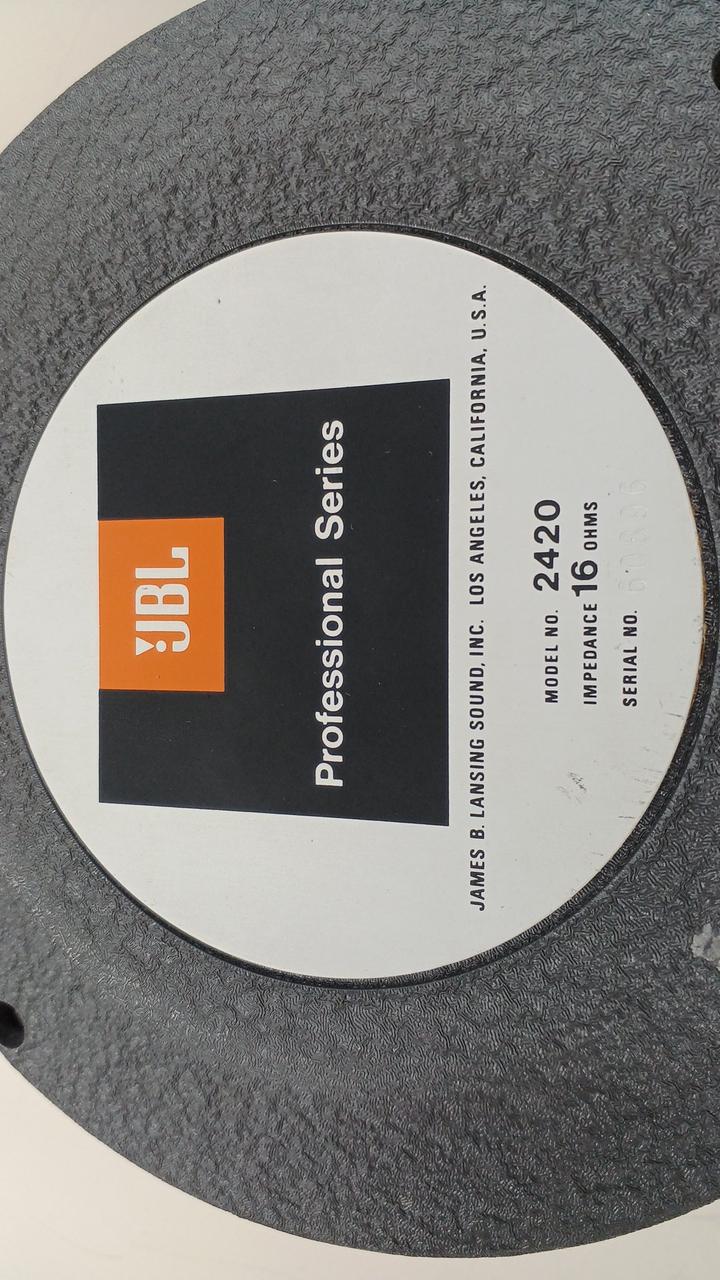 JBL
Professional Series
JAMES B. LANSING SOUND, INC. LOS ANGELES, CALIFORNIA, U.S.A.
MODEL NO. 2420
IMPEDANCE 16 OHMS
SERIAL NO.